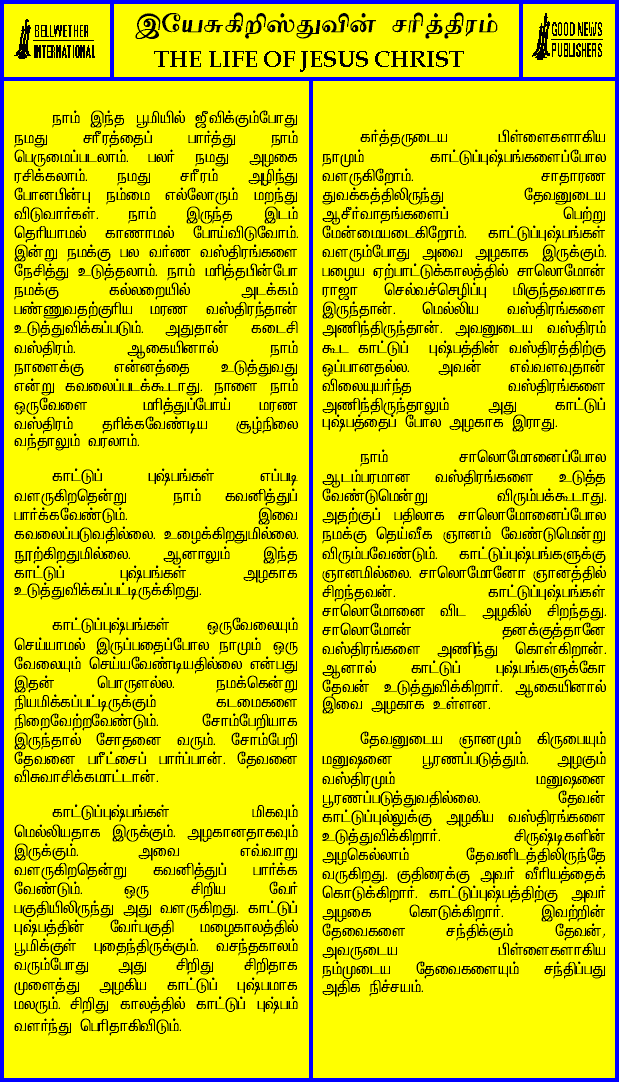 BELLWETHER
INTERNATIONAL
இயேசுகிறிஸ்துவின் சரித்திரம்
THE LIFE OF JESUS CHRIST
GOOD NEWS
PUBLISHERS
நாம் இந்த பூமியில் ஜீவிக்கும்போது
நமது சரீரத்தைப் பார்த்து நாம்
பெருமைப்படலாம். பலர் நமது அழகை
ரசிக்கலாம். நமது சரீரம் அழிந்து
போனபின்பு நம்மை எல்லோரும் மறந்து
விடுவார்கள். நாம் இருந்த இடம்
தெரியாமல் காணாமல் போய்விடுவோம்.
இன்று நமக்கு பல வர்ண வஸ்திரங்களை
நேசித்து உடுத்தலாம். நாம் மரித்தபின்போ
நமக்கு கல்லறையில் அடக்கம்
பண்ணுவதற்குரிய மரண வஸ்திரந்தான்
உடுத்துவிக்கப்படும். அதுதான் கடைசி
வஸ்திரம். ஆகையினால் நாம்
நாளைக்கு என்னத்தை உடுத்துவது
என்று கவலைப்படக்கூடாது. நாளை நாம்
ஒருவேளை மரித்துப்போய் மரண
வஸ்திரம் தரிக்கவேண்டிய சூழ்நிலை
வந்தாலும் வரலாம்.
காட்டுப் புஷ்பங்கள் எப்படி
வளருகிறதென்று நாம் கவனித்துப்
பார்க்கவேண்டும். இவை
கவலைப்படுவதில்லை. உழைக்கிறதுமில்லை.
நூற்கிறதுமில்லை. ஆனாலும் இந்த
காட்டுப் புஷ்பங்கள் அழகாக
உடுத்துவிக்கப்பட்டிருக்கிறது.
காட்டுப்புஷ்பங்கள் ஒருவேலையும்
செய்யாமல் இருப்பதைப்போல நாமும் ஒரு
வேலையும் செய்யவேண்டியதில்லை என்பது
இதன் பொருளல்ல. நமக்கென்று
நியமிக்கப்பட்டிருக்கும் கடமைகளை
நிறைவேற்றவேண்டும். சோம்பேறியாக
இருந்தால் சோதனை வரும். சோம்பேறி
தேவனை பரீட்சைப் பார்ப்பான். தேவனை
விசுவாசிக்கமாட்டான்.
காட்டுப்புஷ்பங்கள் மிகவும்
மெல்லியதாக இருக்கும். அழகானதாகவும்
இருக்கும். அவை எவ்வாறு
வளருகிறதென்று கவனித்துப் பார்க்க
வேண்டும். ஒரு சிறிய வேர்
பகுதியிலிருந்து அது வளருகிறது. காட்டுப்
புஷ்பத்தின் வேர்பகுதி மழைகாலத்தில்
பூமிக்குள் புதைந்திருக்கும். வசந்தகாலம்
வரும்போது அது சிறிது சிறிதாக
முளைத்து அழகிய காட்டுப் புஷ்பமாக
மலரும். சிறிது காலத்தில் காட்டுப் புஷ்பம்
வளர்ந்து பெரிதாகிவிடும்.
கர்த்தருடைய பிள்ளைகளாகிய
நாமும் காட்டுப்புஷ்பங்களைப்போல
வளருகிறோம். சாதாரண
துவக்கத்திலிருந்து தேவனுடைய
ஆசீர்வாதங்களைப் பெற்று
மேன்மையடைகிறோம். காட்டுப்புஷ்பங்கள்
வளரும்போது அவை அழகாக இருக்கும்.
பழைய ஏற்பாட்டுக்காலத்தில் சாலொமோன்
ராஜா செல்வச்செழிப்பு மிகுந்தவனாக
இருந்தான். மெல்லிய வஸ்திரங்களை
அணிந்திருந்தான். அவனுடைய வஸ்திரம்
கூட காட்டுப் புஷ்பத்தின் வஸ்திரத்திற்கு
ஒப்பானதல்ல. அவன் எவ்வளவுதான்
விலையுயர்ந்த வஸ்திரங்களை
அணிந்திருந்தாலும் அது காட்டுப்
புஷ்பத்தைப் போல அழகாக இராது.
நாம் சாலொமோனைப்போல
ஆடம்பரமான வஸ்திரங்களை உடுத்த
வேண்டுமென்று விரும்பக்கூடாது.
அதற்குப் பதிலாக சாலொமோனைப்போல
நமக்கு தெய்வீக ஞானம் வேண்டுமென்று
விரும்பவேண்டும். காட்டுப்புஷ்பங்களுக்கு
ஞானமில்லை. சாலொமோனோ ஞானத்தில்
சிறந்தவன். காட்டுப்புஷ்பங்கள்
சாலொமோனை விட அழகில் சிறந்தது.
சாலொமோன் தனக்குத்தானே
வஸ்திரங்களை அணிந்து கொள்கிறான்.
ஆனால் காட்டுப் புஷ்பங்களுக்கோ
தேவன் உடுத்துவிக்கிறார். ஆகையினால்
இவை அழகாக உள்ளன.
தேவனுடைய ஞானமும் கிருபையும்
மனுஷனை பூரணப்படுத்தும். அழகும்
வஸ்திரமும் மனுஷனை
பூரணப்படுத்துவதில்லை. தேவன்
காட்டுப்புல்லுக்கு அழகிய வஸ்திரங்களை
உடுத்துவிக்கிறார். சிருஷ்டிகளின்
அழகெல்லாம் தேவனிடத்திலிருந்தே
வருகிறது. குதிரைக்கு அவர் வீரியத்தைக்
கொடுக்கிறார். காட்டுப்புஷ்பத்திற்கு அவர்
அழகை கொடுக்கிறார். இவற்றின்
தேவைகளை சந்திக்கும் தேவன்,
அவருடைய பிள்ளைகளாகிய
நம்முடைய தேவைகளையும் சந்திப்பது
அதிக நிச்சயம்.